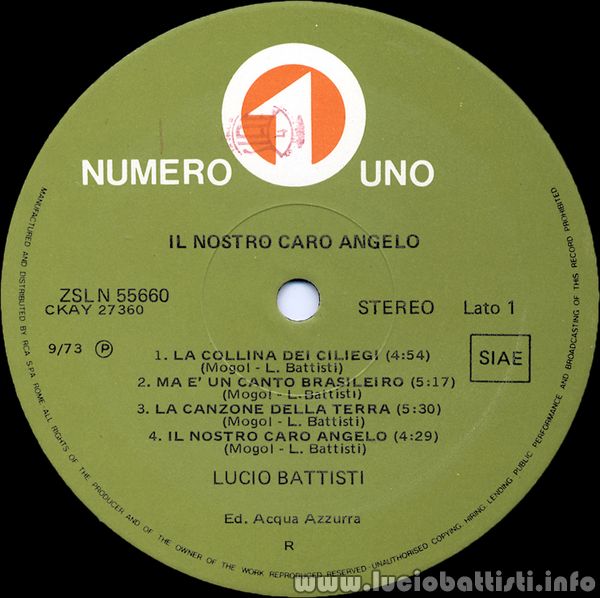 NUMERO 1 UNO
IL NOSTRO CARO ANGELO
ZSLN 55660
CKAY 27360
STEREO Lato 1
9/73 P
SIAE
1. LA COLLINA DEI CILIEGI (4:54)
(Mogol - L. Battisti)
2. MA E' UN CANTO BRASILEIRO (5:17)
(Mogol - L. Battisti)
3. LA CANZONE DELLA TERRA (5:30)
(Mogol - L. Battisti)
4. IL NOSTRO CARO ANGELO (4:29)
(Mogol - L. Battisti)
LUCIO BATTISTI
Ed. Acqua Azzurra
R
MANUFACTURED AND DISTRIBUTED BY RCA S.P.A. ROME ALL RIGHTS OF THE PRODUCER AND OF THE OWNER OF THE WORK REPRODUCED RESERVED - UNAUTHORISED COPYING, HIRING, LENDING, PUBLIC PERFORMANCE AND BROADCASTING OF THIS RECORD PROHIBITED
www.luciobattisti.info